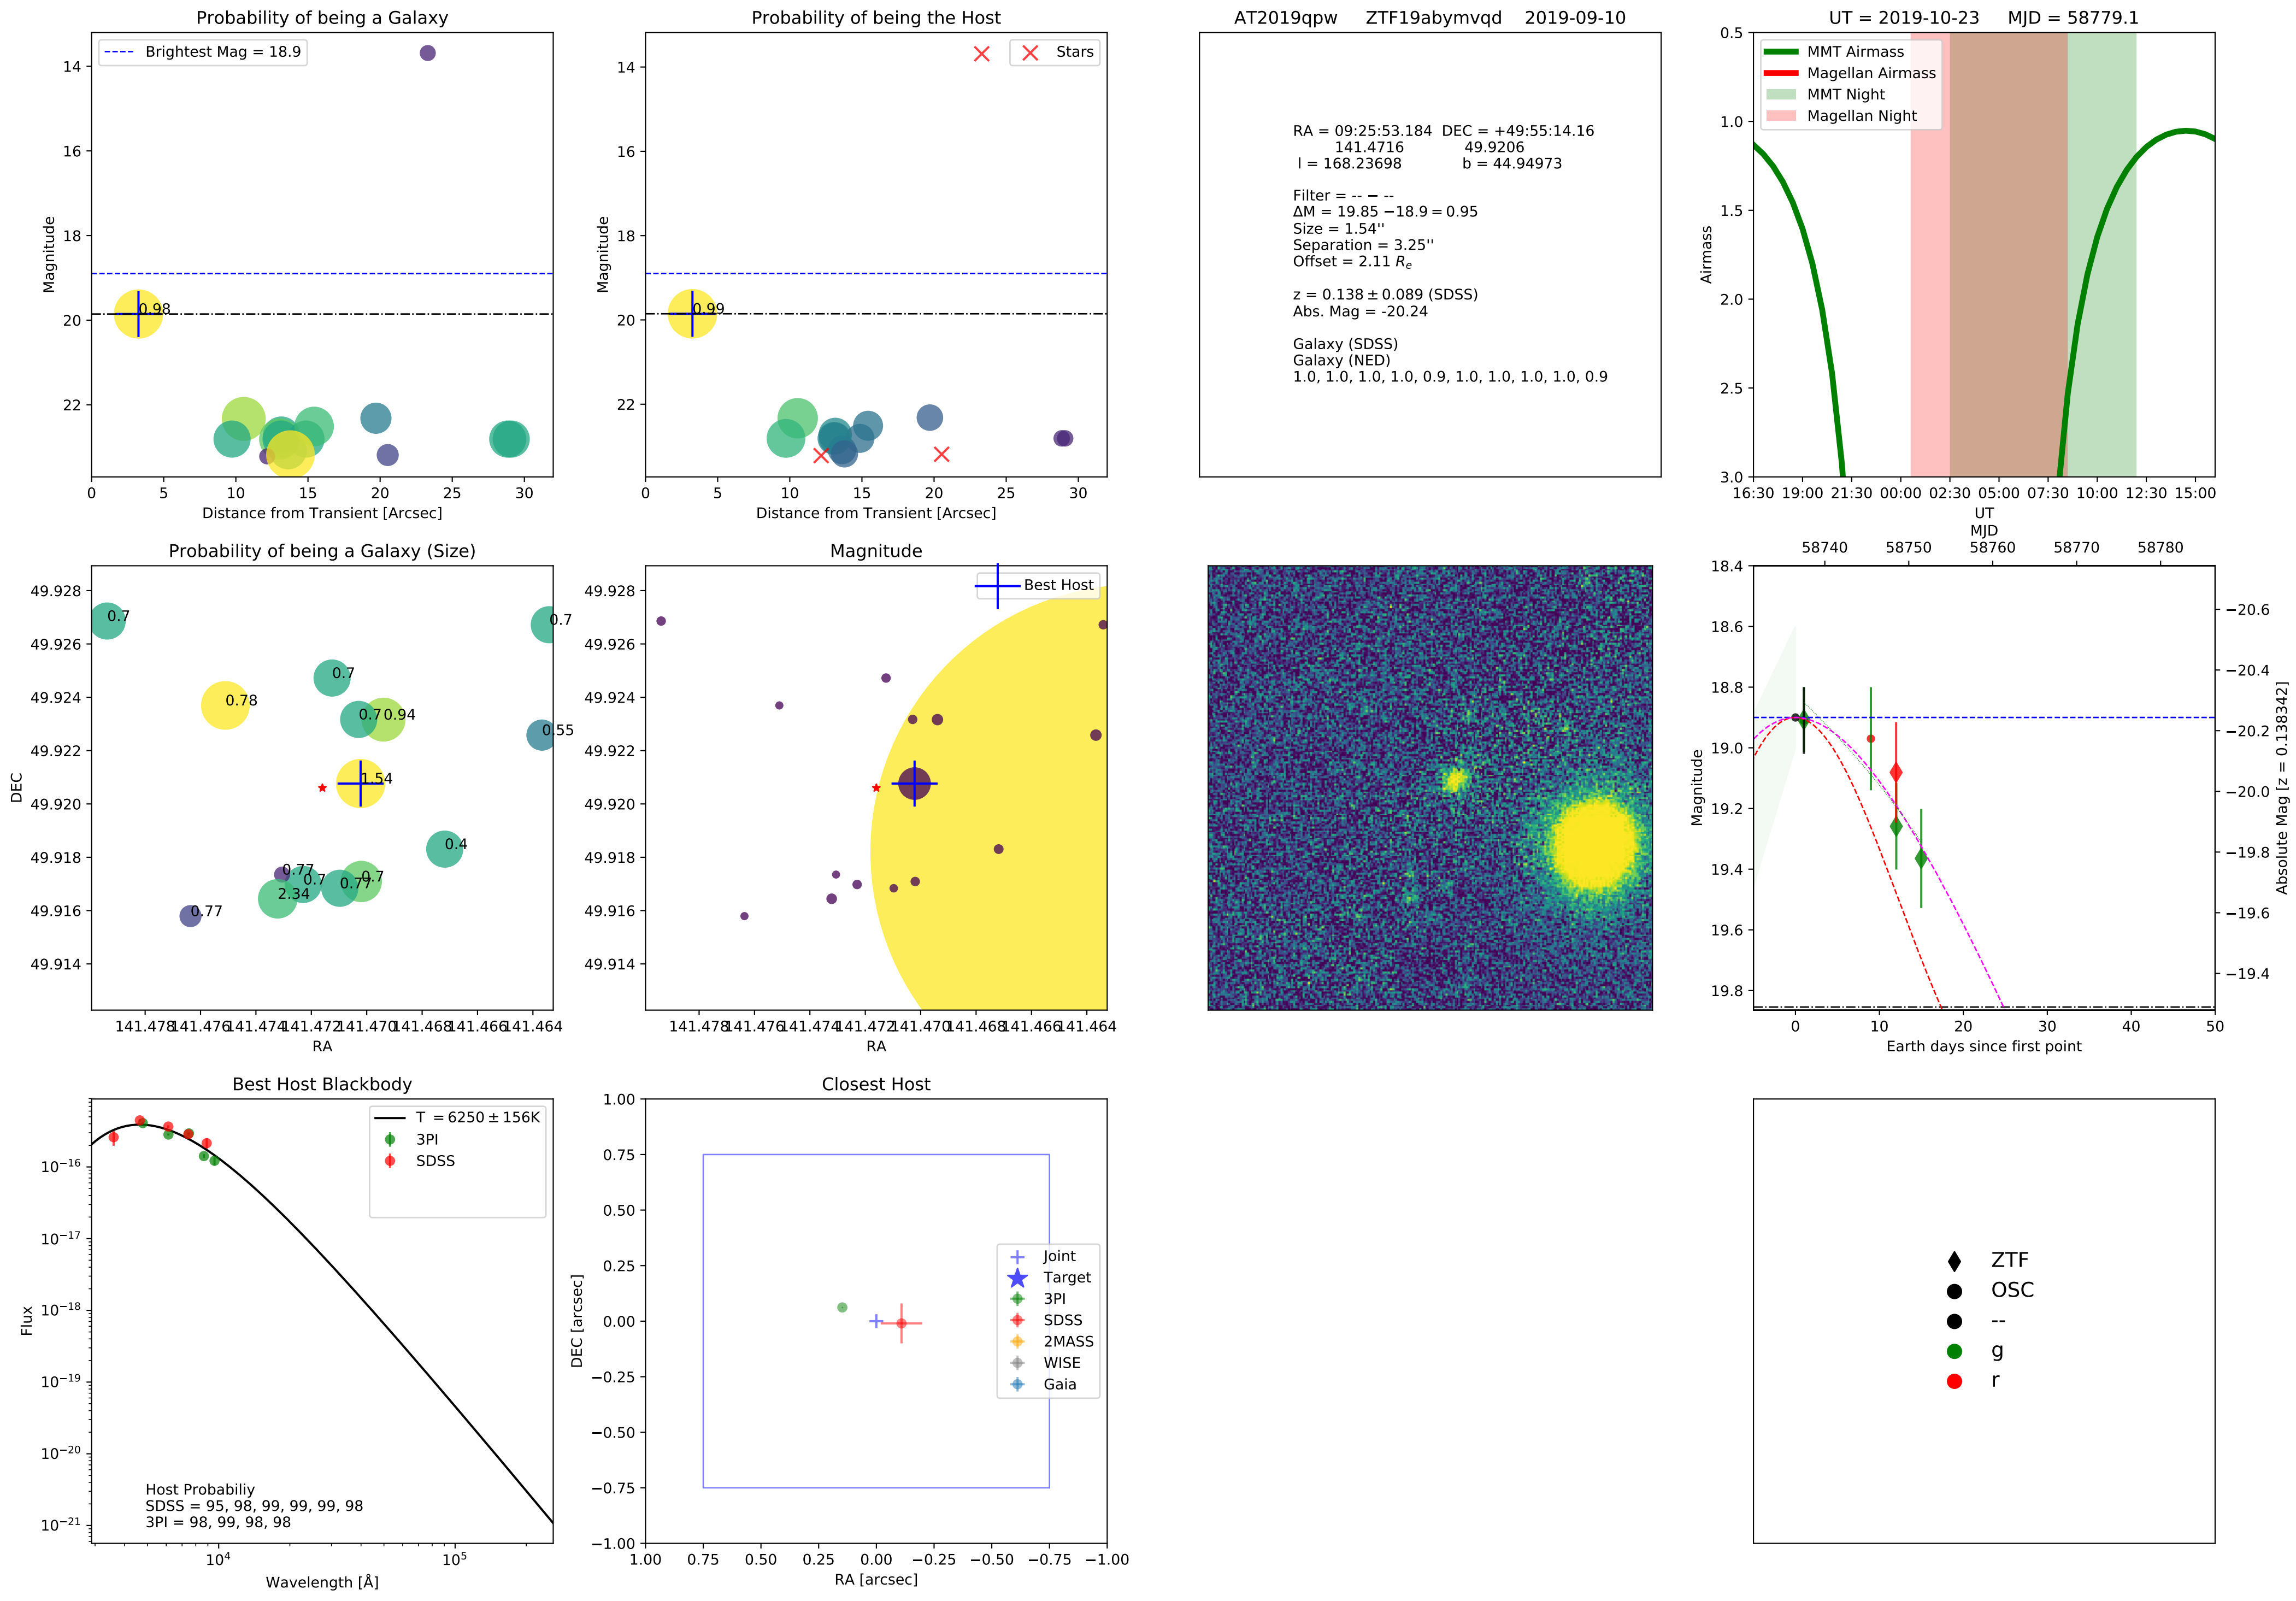 Probability of being a Galaxy
Brightest Mag = 18.9
0.98
Magnitude
14
16
18
20
22
0 5 10 15 20 25 30
Distance from Transient [Arcsec]
Probability of being the Host
Stars
0.99
Magnitude
14
16
18
20
22
0 5 10 15 20 25 30
Distance from Transient [Arcsec]
AT2019qpw ZTF19abymvqd 2019-09-10
RA = 09:25:53.184 DEC = +49:55:14.16
141.4716 49.9206
l = 168.23698 b = 44.94973
Filter = -- − --
ΔM = 19.85 −18.9 = 0.95
Size = 1.54''
Separation = 3.25''
Offset = 2.11 Re
z = 0.138 ± 0.089 (SDSS)
Abs. Mag = -20.24
Galaxy (SDSS)
Galaxy (NED)
1.0, 1.0, 1.0, 1.0, 0.9, 1.0, 1.0, 1.0, 1.0, 0.9
UT = 2019-10-23 MJD = 58779.1
MMT Airmass
Magellan Airmass
MMT Night
Magellan Night
Airmass
0.5
1.0
1.5
2.0
2.5
3.0
16:30 19:00 21:30 00:00 02:30 05:00 07:30 10:00 12:30 15:00
UT
Probability of being a Galaxy (Size)
DEC
49.928
49.926
49.924
49.922
49.920
49.918
49.916
49.914
0.7
0.7
0.7
0.78
0.7
0.94
0.55
1.54
0.4
0.77
0.7
0.77
0.7
2.34
0.77
141.478 141.476 141.474 141.472 141.470 141.468 141.466 141.464
RA
Magnitude
Best Host
49.928
49.926
49.924
49.922
49.920
49.918
49.916
49.914
141.478 141.476 141.474 141.472 141.470 141.468 141.466 141.464
RA
MJD
58740 58750 58760 58770 58780
Magnitude
18.4
18.6
18.8
19.0
19.2
19.4
19.6
19.8
−20.6
−20.4
−20.2
−20.0
−19.8
−19.6
−19.4
Absolute Mag [z = 0.138342]
0 10 20 30 40 50
Earth days since first point
Best Host Blackbody
T = 6250 ± 156K
3PI
SDSS
Flux
10−16
10−17
10−18
10−19
10−20
10−21
Host Probabiliy
SDSS = 95, 98, 99, 99, 99, 98
3PI = 98, 99, 98, 98
104 105
Wavelength [Å]
Closest Host
DEC [arcsec]
1.00
0.75
0.50
0.25
0.00
−0.25
−0.50
−0.75
−1.00
Joint
Target
3PI
SDSS
2MASS
WISE
Gaia
1.00 0.75 0.50 0.25 0.00 −0.25 −0.50 −0.75 −1.00
RA [arcsec]
ZTF
OSC
--
g
r